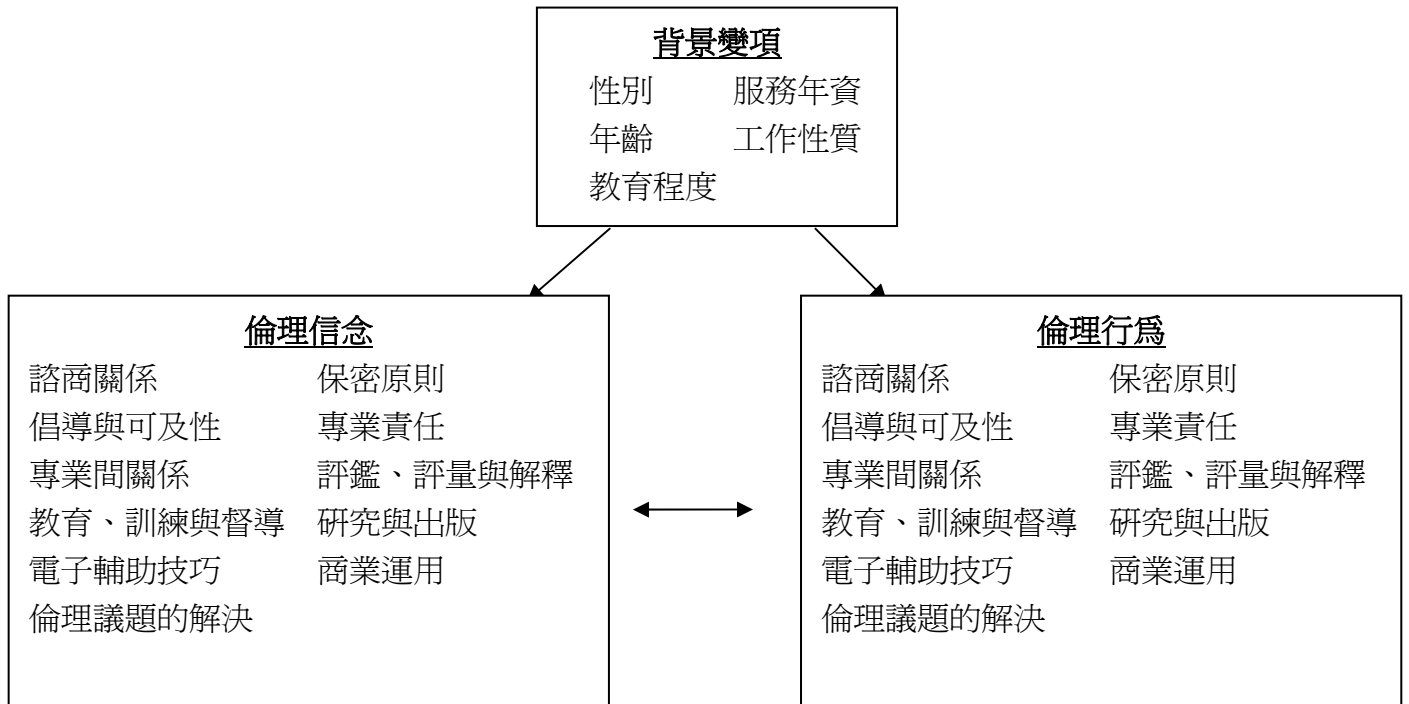 背景變項
性別 服務年資
年齡 工作性質
教育程度
倫理信念
諮商關係 保密原則
倡導與可及性 專業責任
專業間關係 評鑑、評量與解釋
教育、訓練與督導 研究與出版
電子輔助技巧 商業運用
倫理議題的解決
倫理行為
諮商關係 保密原則
倡導與可及性 專業責任
專業間關係 評鑑、評量與解釋
教育、訓練與督導 研究與出版
電子輔助技巧 商業運用
倫理議題的解決